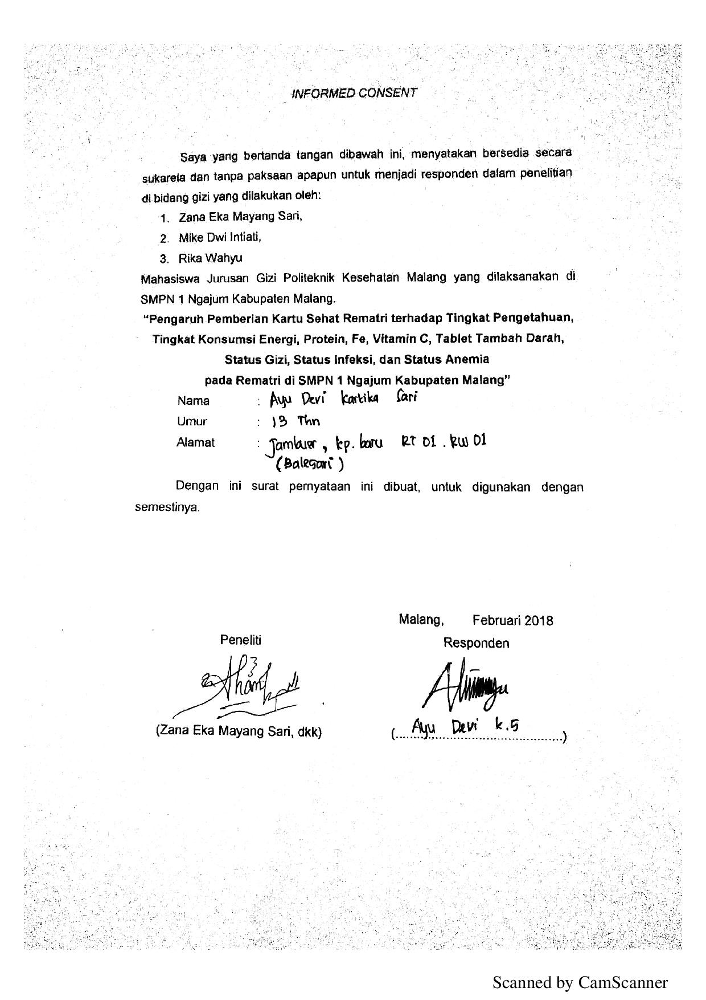 INFORMED CONSENT
Saya yang bertanda tangan dibawah ini, menyatakan bersedia secara
sukarela dan tanpa paksaan apapun untuk menjadi responden dalam penelitian
di bidang gizi yang dilakukan oleh:
1. Zana Eka Mayang Sari,
2. Mike Dwi Intiati,
3. Rika Wahyu
Mahasiswa Jurusan Gizi Politeknik Kesehatan Malang yang dilaksanakan di
SMPN 1 Ngajum Kabupaten Malang.
“Pengaruh Pemberian Kartu Sehat Rematri terhadap Tingkat Pengetahuan,
Tingkat Konsumsi Energi, Protein, Fe, Vitamin C, Tablet Tambah Darah,
Status Gizi, Status Infeksi, dan Status Anemia
pada Rematri di SMPN 1 Ngajum Kabupaten Malang”
Nama : Ayu Devi Kartika Sari
Umur : 13 Thn
Alamat : , kp. baru RT 01 . RW 01
(Balesari)
Dengan ini surat pernyataan ini dibuat, untuk digunakan dengan
semestinya.
Malang, Februari 2018
Peneliti Responden
(Zana Eka Mayang Sari, dkk) (Ayu Devi K.S)
Scanned by CamScanner